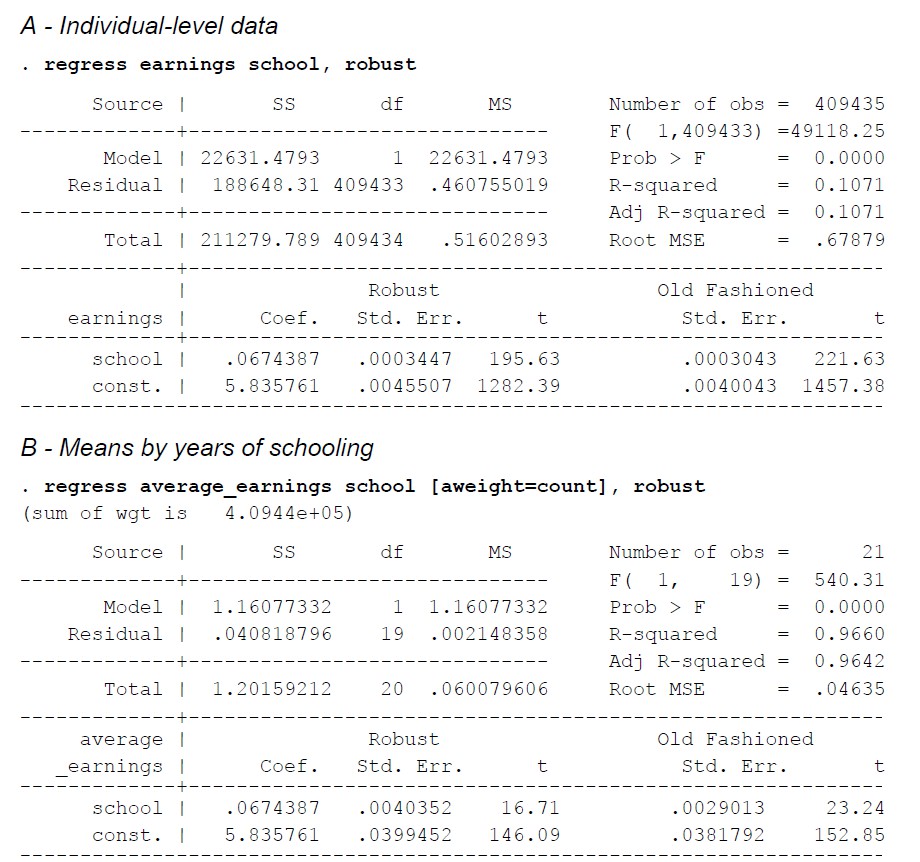 A - Individual-level data
. regress earnings school, robust
Source | SS df MS Number of obs = 409435
-------------+------------------------------ F( 1,409433) =49118.25
Model | 22631.4793 1 22631.4793 Prob > F = 0.0000
Residual | 188648.31 409433 .460755019 R-squared = 0.1071
-------------+------------------------------ Adj R-squared = 0.1071
Total | 211279.789 409434 .51602893 Root MSE = .67879
-------------+----------------------------------------------------------------
| Robust Old Fashioned
earnings | Coef. Std. Err. t Std. Err. t
-------------+----------------------------------------------------------------
school | .0674387 .0003447 195.63 .0003043 221.63
const. | 5.835761 .0045507 1282.39 .0040043 1457.38
------------------------------------------------------------------------------
B - Means by years of schooling
. regress average_earnings school [aweight=count], robust
(sum of wgt is 4.0944e+05)
Source | SS df MS Number of obs = 21
-------------+------------------------------ F( 1, 19) = 540.31
Model | 1.16077332 1 1.16077332 Prob > F = 0.0000
Residual | .040818796 19 .002148358 R-squared = 0.9660
-------------+------------------------------ Adj R-squared = 0.9642
Total | 1.20159212 20 .060079606 Root MSE = .04635
-------------+----------------------------------------------------------------
average | Robust Old Fashioned
_earnings | Coef. Std. Err. t Std. Err. t
-------------+----------------------------------------------------------------
school | .0674387 .0040352 16.71 .0029013 23.24
const. | 5.835761 .0399452 146.09 .0381792 152.85
------------------------------------------------------------------------------